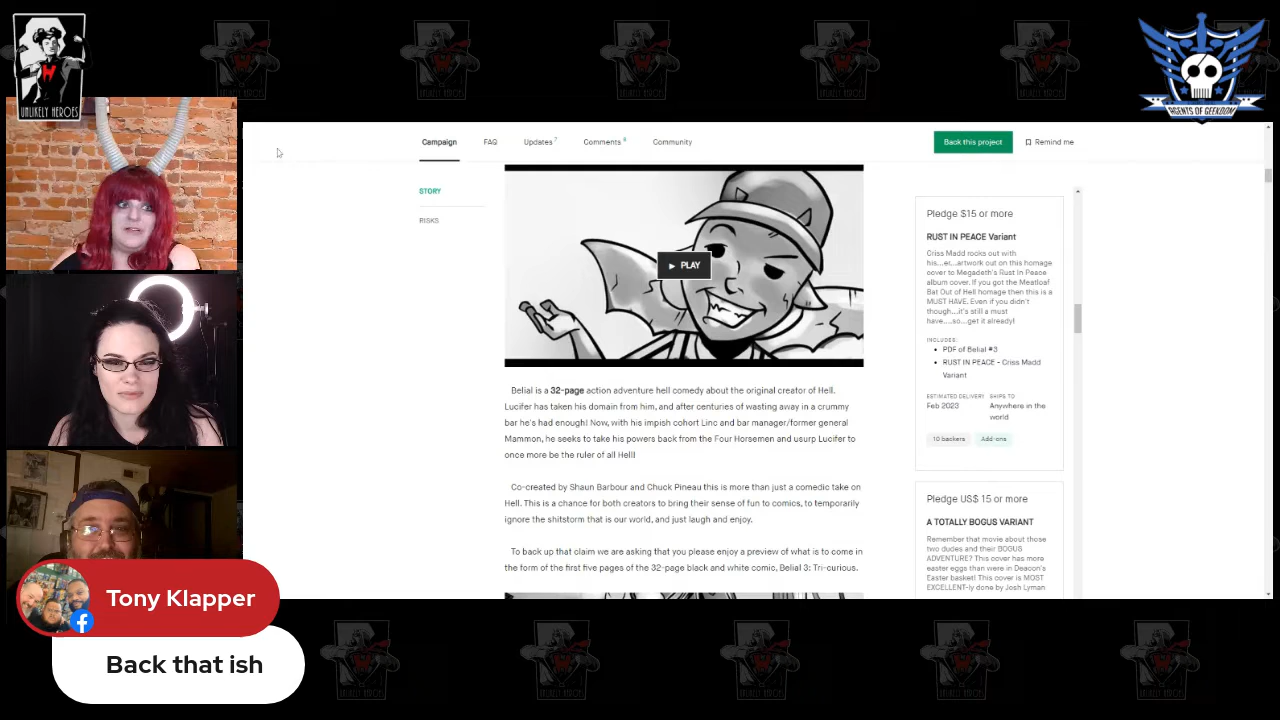 UNLIKELY HEROES
AGENTS OF GEEKDOM
Campaign
FAQ
Updates 7
Comments 6
Community
Back this project
Remind me
STORY
RISKS
PLAY
Belial is a 32-page action adventure hell comedy about the original creator of Hell.
Lucifer has taken his domain from him, and after centuries of wasting away in a crummy
bar he's had enough! Now, with his impish cohort Linc and bar manager/former general
Mammon, he seeks to take his powers back from the Four Horsemen and usurp Lucifer to
once more be the ruler of all Hell!
Co-created by Shaun Barbour and Chuck Pineau this is more than just a comedic take on
Hell. This is a chance for both creators to bring their sense of fun to comics, to temporarily
ignore the shitstorm that is our world, and just laugh and enjoy.
To back up that claim we are asking that you please enjoy a preview of what is to come in
the form of the first five pages of the 32-page black and white comic, Belial 3: Tri-curious.
Pledge $15 or more
RUST IN PEACE Variant
Criss Madd rocks out with
his...er...artwork out on this homage
cover to Megadeth's Rust In Peace
album cover. If you got the Meatloaf
Bat Out of Hell homage then this is a
MUST HAVE. Even if you didn't
though...it's still a must
have....so...get it already!
INCLUDES:
PDF of Belial #3
RUST IN PEACE - Criss Madd
Variant
ESTIMATED DELIVERY
Feb 2023
SHIPS TO
Anywhere in the
world
10 backers
Add-ons
Pledge US$ 15 or more
A TOTALLY BOGUS VARIANT
Remember that movie about those
two dudes and their BOGUS
ADVENTURE? This cover has more
easter eggs than were in Deacon's
Easter basket! This cover is MOST
EXCELLENT-ly done by Josh Lyman
Tony Klapper
Back that ish